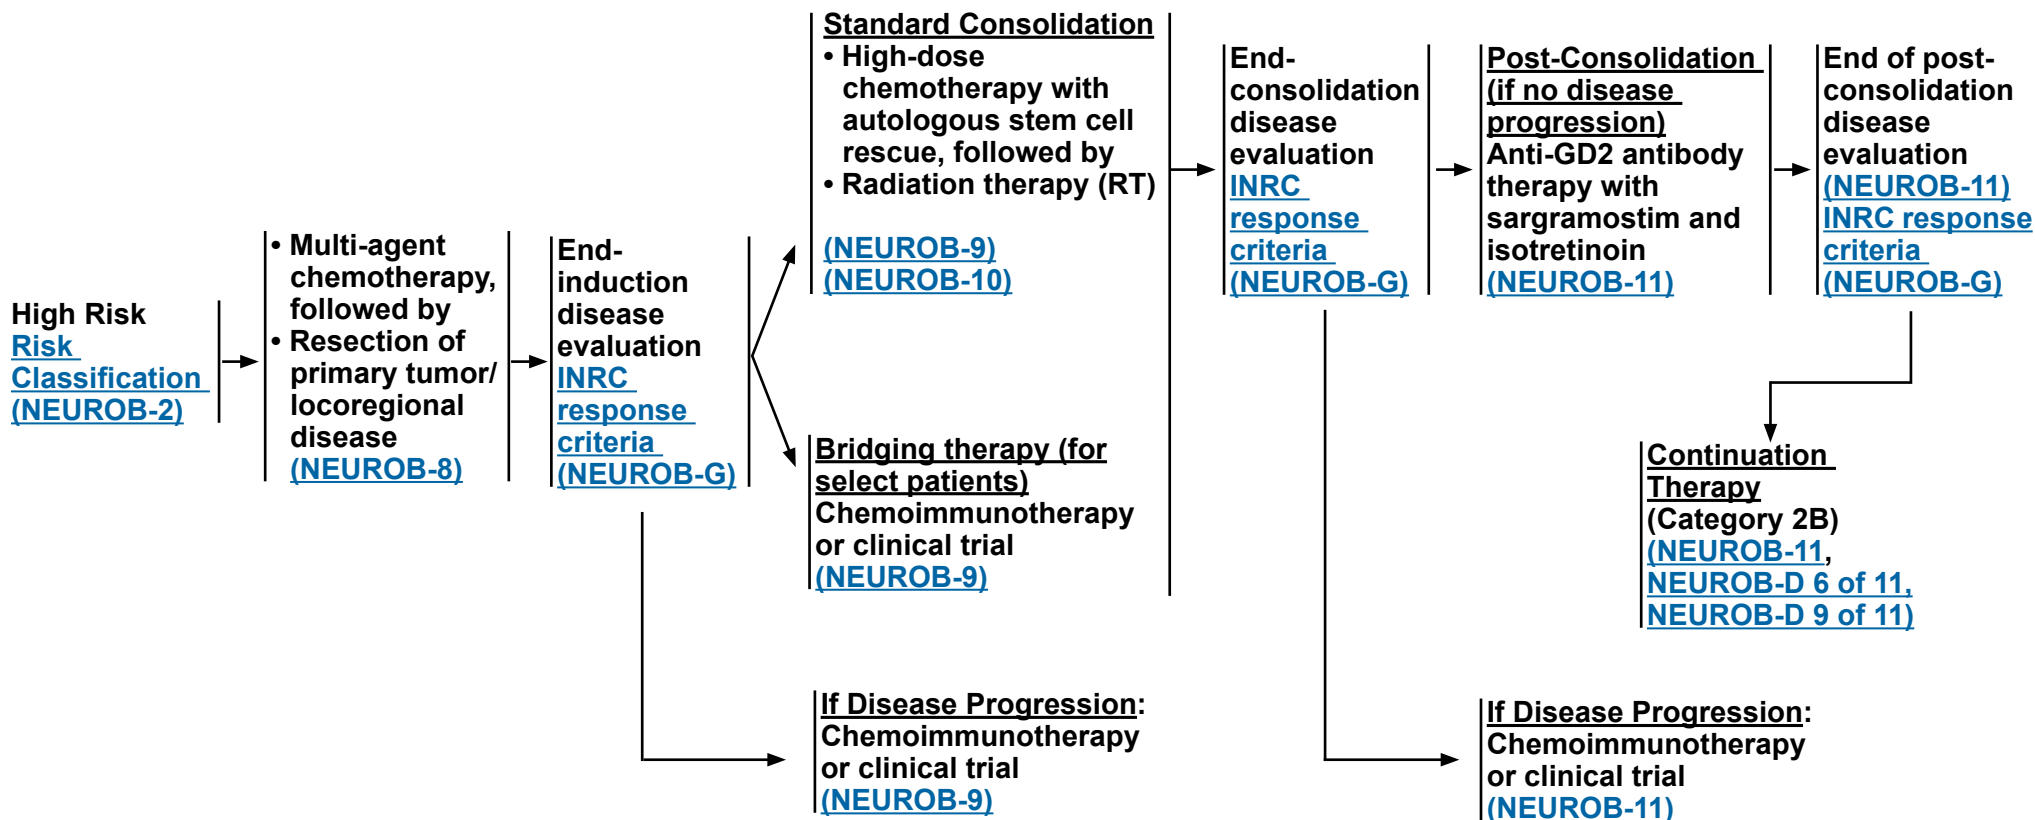 High Risk
Risk
Classification
(NEUROB-2)
• Multi-agent
chemotherapy,
followed by
• Resection of
primary tumor/
locoregional
disease
(NEUROB-8)
End-
induction
disease
evaluation
INRC
response
criteria
(NEUROB-G)
Standard Consolidation
• High-dose
chemotherapy with
autologous stem cell
rescue, followed by
• Radiation therapy (RT)
(NEUROB-9)
(NEUROB-10)
Bridging therapy (for
select patients)
Chemoimmunotherapy
or clinical trial
(NEUROB-9)
If Disease Progression:
Chemoimmunotherapy
or clinical trial
(NEUROB-9)
End-
consolidation
disease
evaluation
INRC
response
criteria
(NEUROB-G)
Post-Consolidation
(if no disease
progression)
Anti-GD2 antibody
therapy with
sargramostim and
isotretinoin
(NEUROB-11)
End of post-
consolidation
disease
evaluation
(NEUROB-11)
INRC response
criteria
(NEUROB-G)
Continuation
Therapy
(Category 2B)
(NEUROB-11,
NEUROB-D 6 of 11,
NEUROB-D 9 of 11)
If Disease Progression:
Chemoimmunotherapy
or clinical trial
(NEUROB-11)